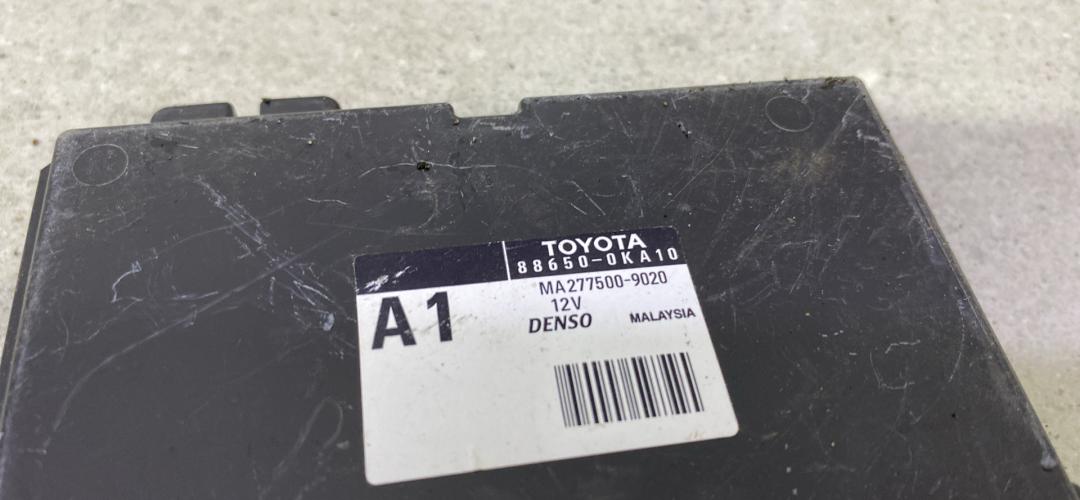 TOYOTA
88650-0KA10
A1
MA277500-9020
12V
DENSO MALAYSIA